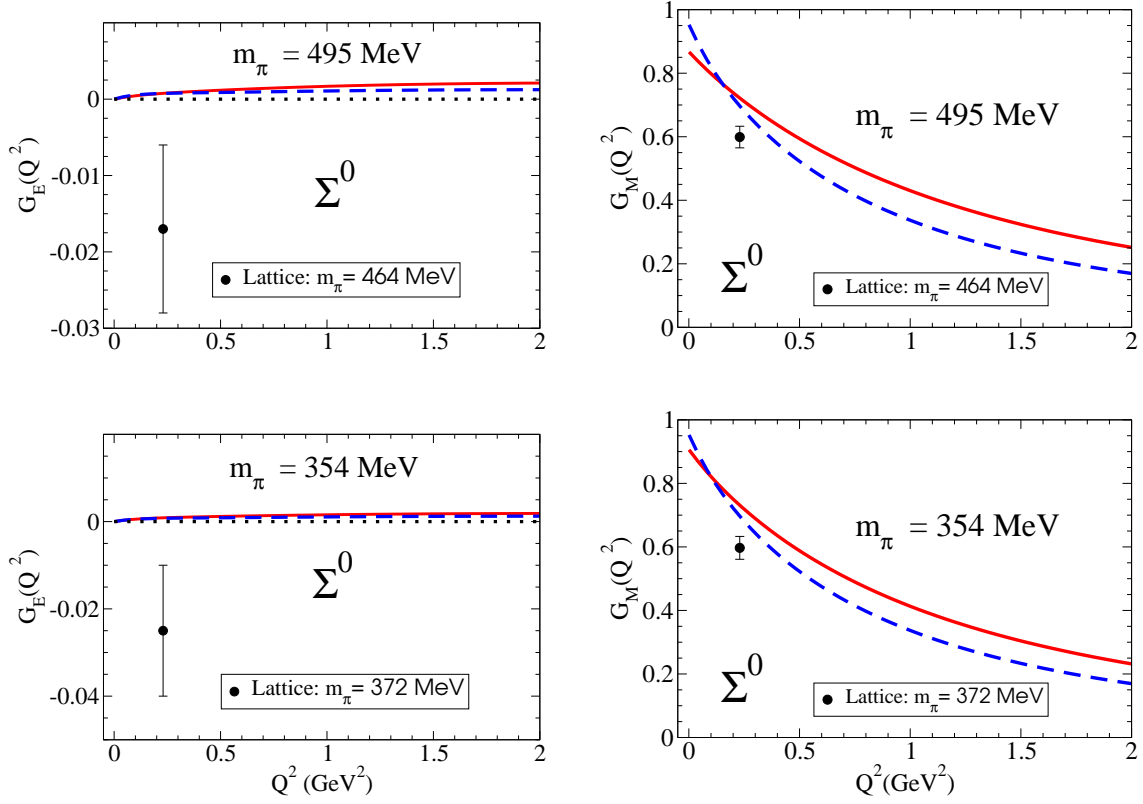 m_π = 495 MeV
0
-0.01
-0.02
-0.03
G_E(Q^2)
Σ^0
Lattice: m_π= 464 MeV
0 0.5 1 1.5 2
1
0.8
0.6
0.4
0.2
0
G_M(Q^2)
m_π = 495 MeV
Σ^0
Lattice: m_π= 464 MeV
0 0.5 1 1.5 2
m_π = 354 MeV
0
-0.02
-0.04
G_E(Q^2)
Σ^0
Lattice: m_π= 372 MeV
0 0.5 1 1.5 2
Q^2 (GeV^2)
1
0.8
0.6
0.4
0.2
0
G_M(Q^2)
m_π = 354 MeV
Σ^0
Lattice: m_π= 372 MeV
0 0.5 1 1.5 2
Q^2 (GeV^2)